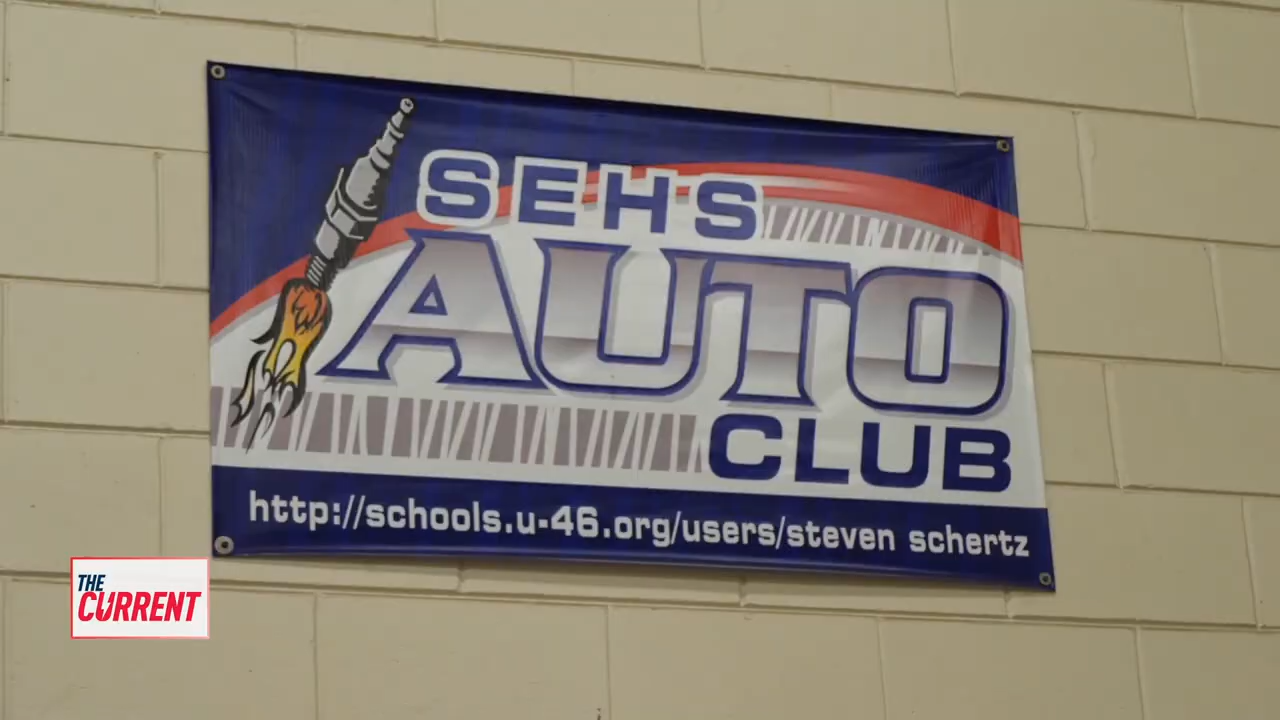 SEHS
AUTO
CLUB
http://schools.u-46.org/users/steven schertz
THE
CURRENT